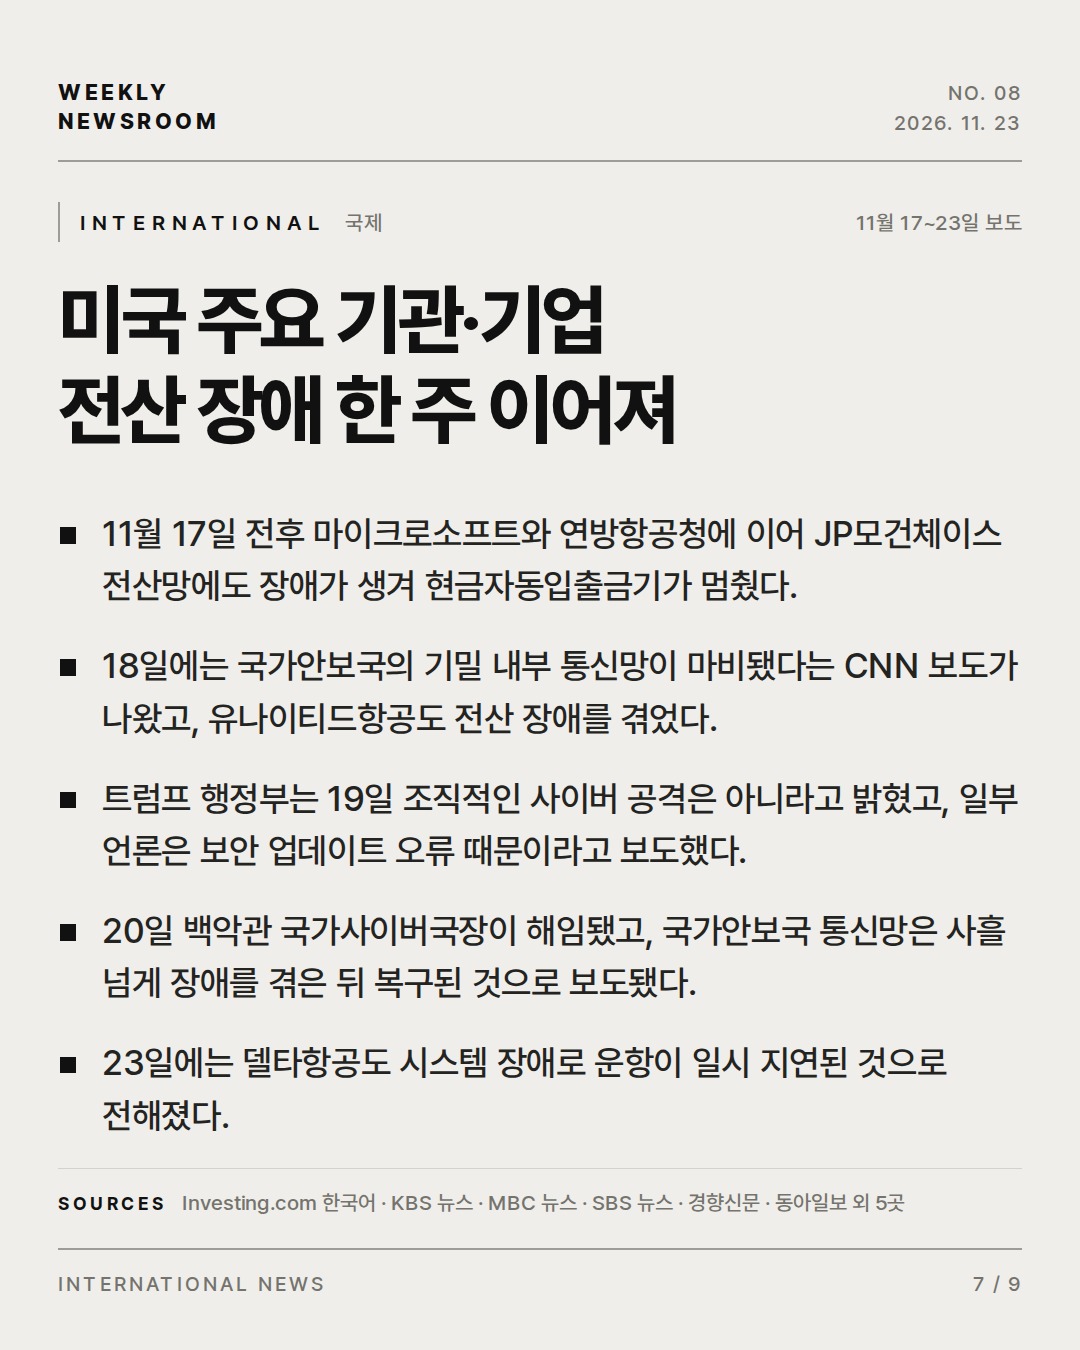 WEEKLY
NEWSROOM
NO. 08
2026. 11. 23
INTERNATIONAL 국제
11월 17~23일 보도
미국 주요 기관·기업
전산 장애 한 주 이어져
11월 17일 전후 마이크로소프트와 연방항공청에 이어 JP모건체이스
전산망에도 장애가 생겨 현금자동입출금기가 멈췄다.
18일에는 국가안보국의 기밀 내부 통신망이 마비됐다는 CNN 보도가
나왔고, 유나이티드항공도 전산 장애를 겪었다.
트럼프 행정부는 19일 조직적인 사이버 공격은 아니라고 밝혔고, 일부
언론은 보안 업데이트 오류 때문이라고 보도했다.
20일 백악관 국가사이버국장이 해임됐고, 국가안보국 통신망은 사흘
넘게 장애를 겪은 뒤 복구된 것으로 보도됐다.
23일에는 델타항공도 시스템 장애로 운항이 일시 지연된 것으로
전해졌다.
SOURCES Investing.com 한국어 · KBS 뉴스 · MBC 뉴스 · SBS 뉴스 · 경향신문 · 동아일보 외 5곳
INTERNATIONAL NEWS
7 / 9